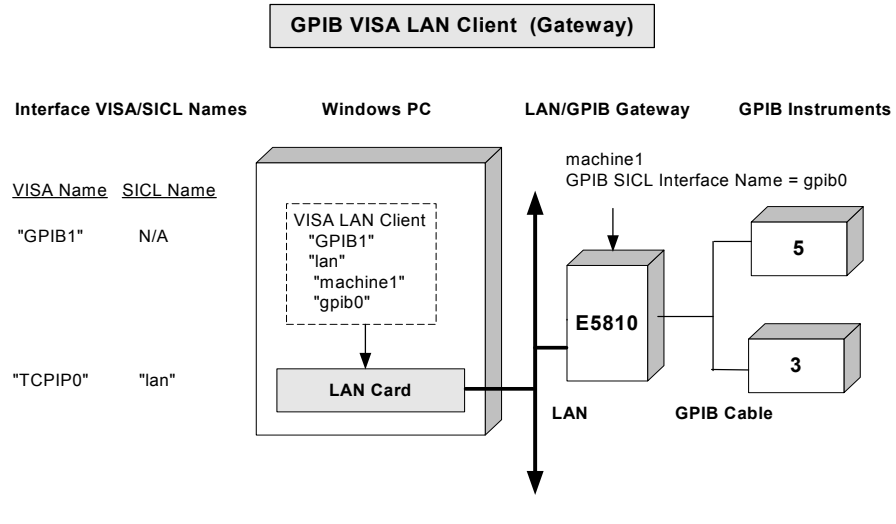 GPIB VISA LAN Client (Gateway)
Interface VISA/SICL Names
Windows PC
LAN/GPIB Gateway
GPIB Instruments
machine1
GPIB SICL Interface Name = gpib0
VISA Name SICL Name
"GPIB1" N/A
VISA LAN Client
"GPIB1"
"lan"
"machine1"
"gpib0"
5
E5810
3
"TCPIP0" "lan"
LAN Card
LAN
GPIB Cable